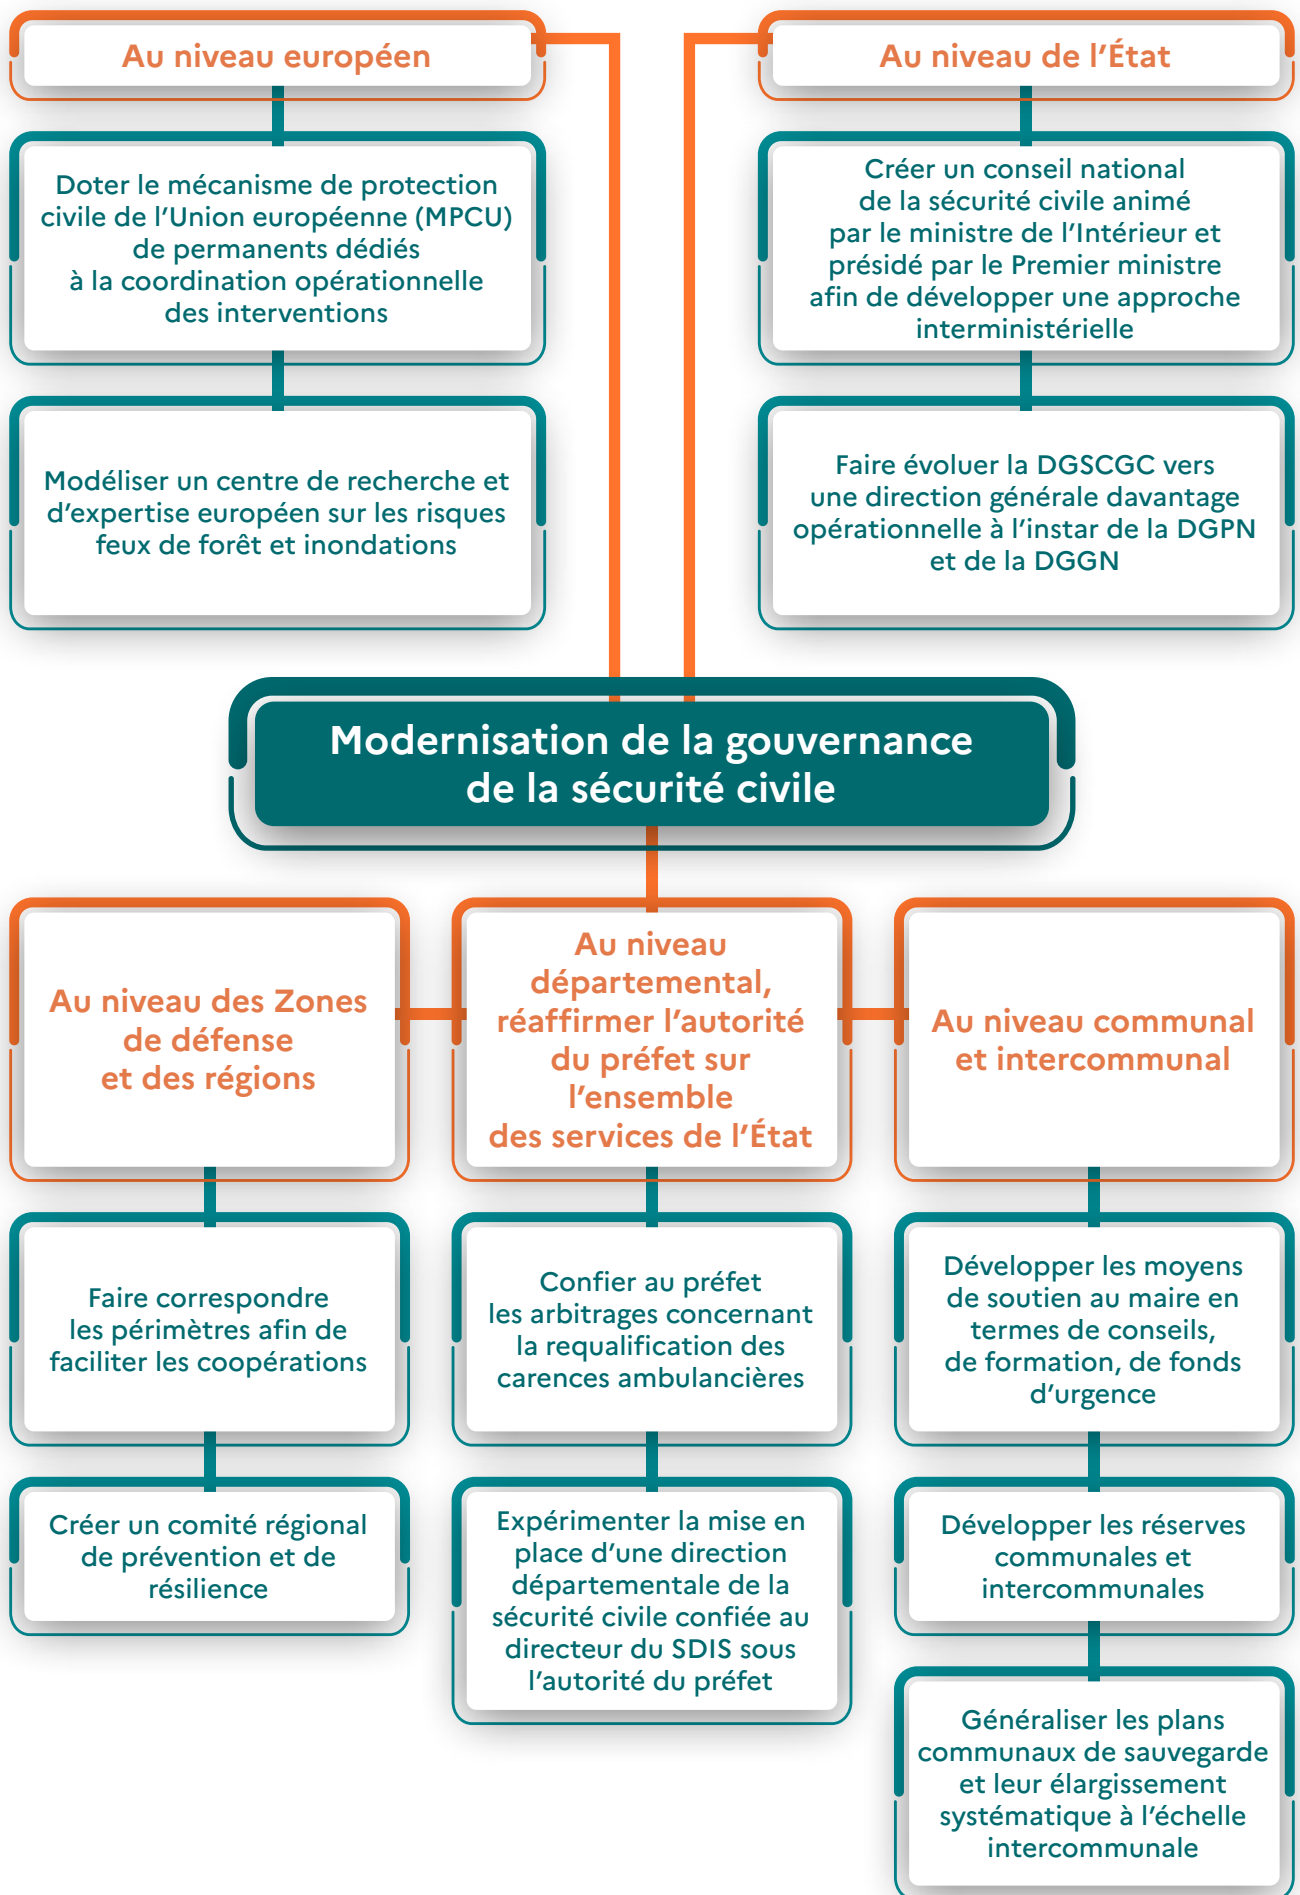 Au niveau européen
Doter le mécanisme de protection
civile de l'Union européenne (MPCU)
de permanents dédiés
à la coordination opérationnelle
des interventions
Modéliser un centre de recherche et
d'expertise européen sur les risques
feux de forêt et inondations
Au niveau de l'État
Créer un conseil national
de la sécurité civile animé
par le ministre de l'Intérieur et
présidé par le Premier ministre
afin de développer une approche
interministérielle
Faire évoluer la DGSCGC vers
une direction générale davantage
opérationnelle à l'instar de la DGPN
et de la DGGN
Modernisation de la gouvernance
de la sécurité civile
Au niveau des Zones
de défense
et des régions
Faire correspondre
les périmètres afin de
faciliter les coopérations
Créer un comité régional
de prévention et de
résilience
Au niveau
départemental,
réaffirmer l'autorité
du préfet sur
l'ensemble
des services de l'État
Confier au préfet
les arbitrages concernant
la requalification des
carences ambulancières
Expérimenter la mise en
place d'une direction
départementale de la
sécurité civile confiée au
directeur du SDIS sous
l'autorité du préfet
Au niveau communal
et intercommunal
Développer les moyens
de soutien au maire en
termes de conseils,
de formation, de fonds
d'urgence
Développer les réserves
communales et
intercommunales
Généraliser les plans
communaux de sauvegarde
et leur élargissement
systématique à l'échelle
intercommunale